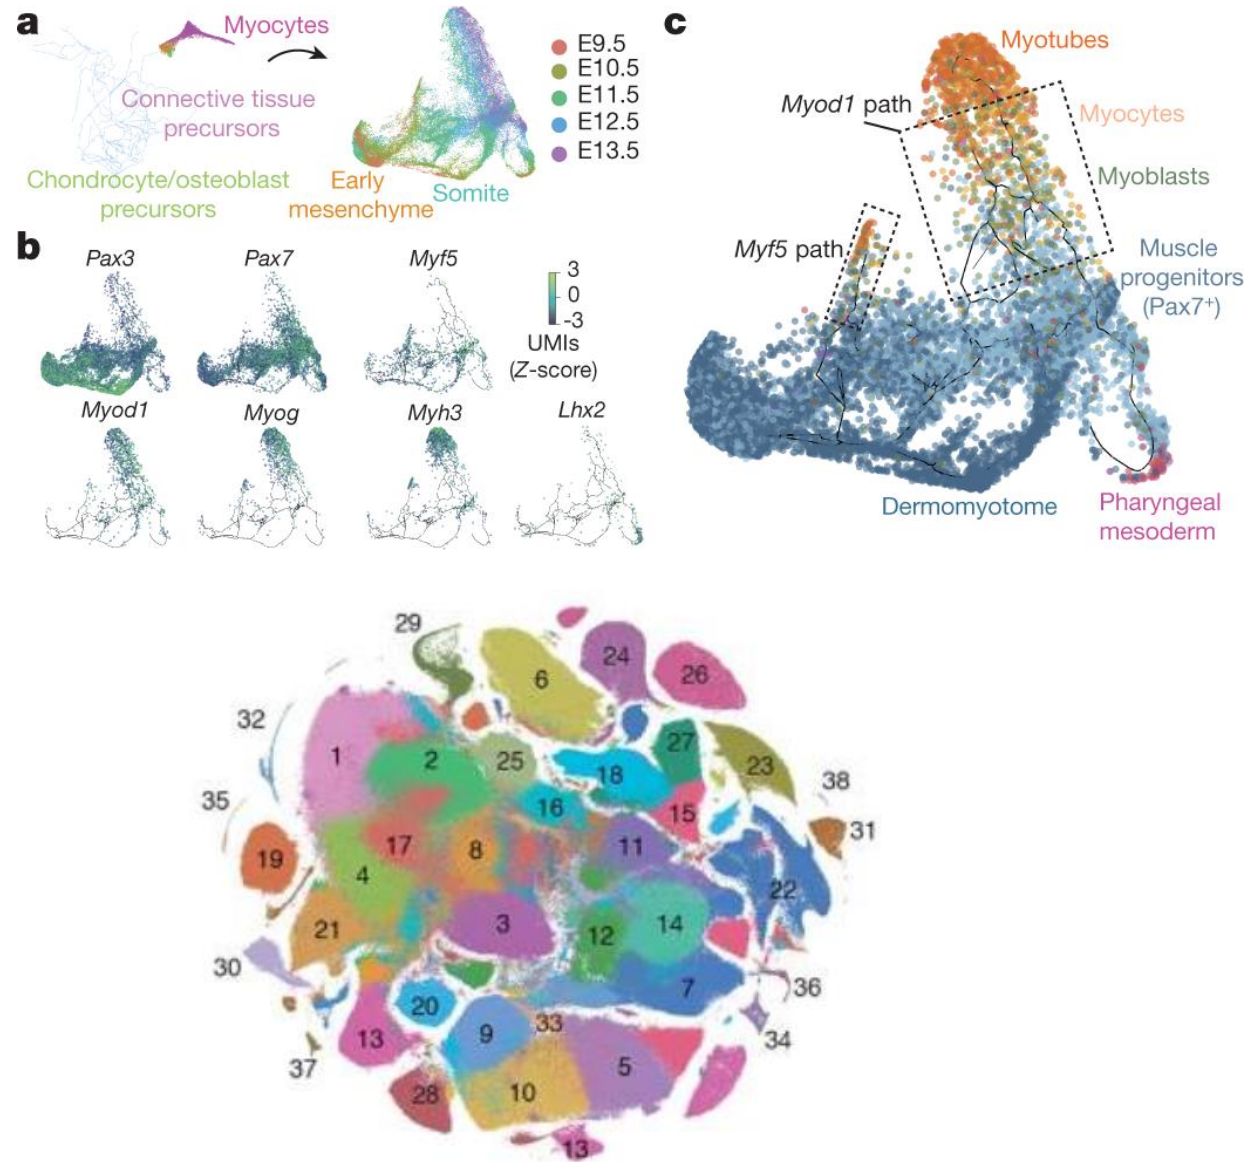 a
Myocytes
Connective tissue
precursors
Chondrocyte/osteoblast
precursors
Early
mesenchyme
Somite
E9.5
E10.5
E11.5
E12.5
E13.5
b
Pax3
Pax7
Myf5
3
0
-3
UMIs
(Z-score)
Myod1
Myog
Myh3
Lhx2
c
Myotubes
Myod1 path
Myocytes
Myoblasts
Myf5 path
Muscle
progenitors
(Pax7+)
Dermomyotome
Pharyngeal
mesoderm
29
6
24
26
32
1
2
25
18
27
23
38
35
16
15
31
19
17
8
11
4
22
21
3
12
14
30
7
36
20
33
34
13
9
37
5
28
10
13